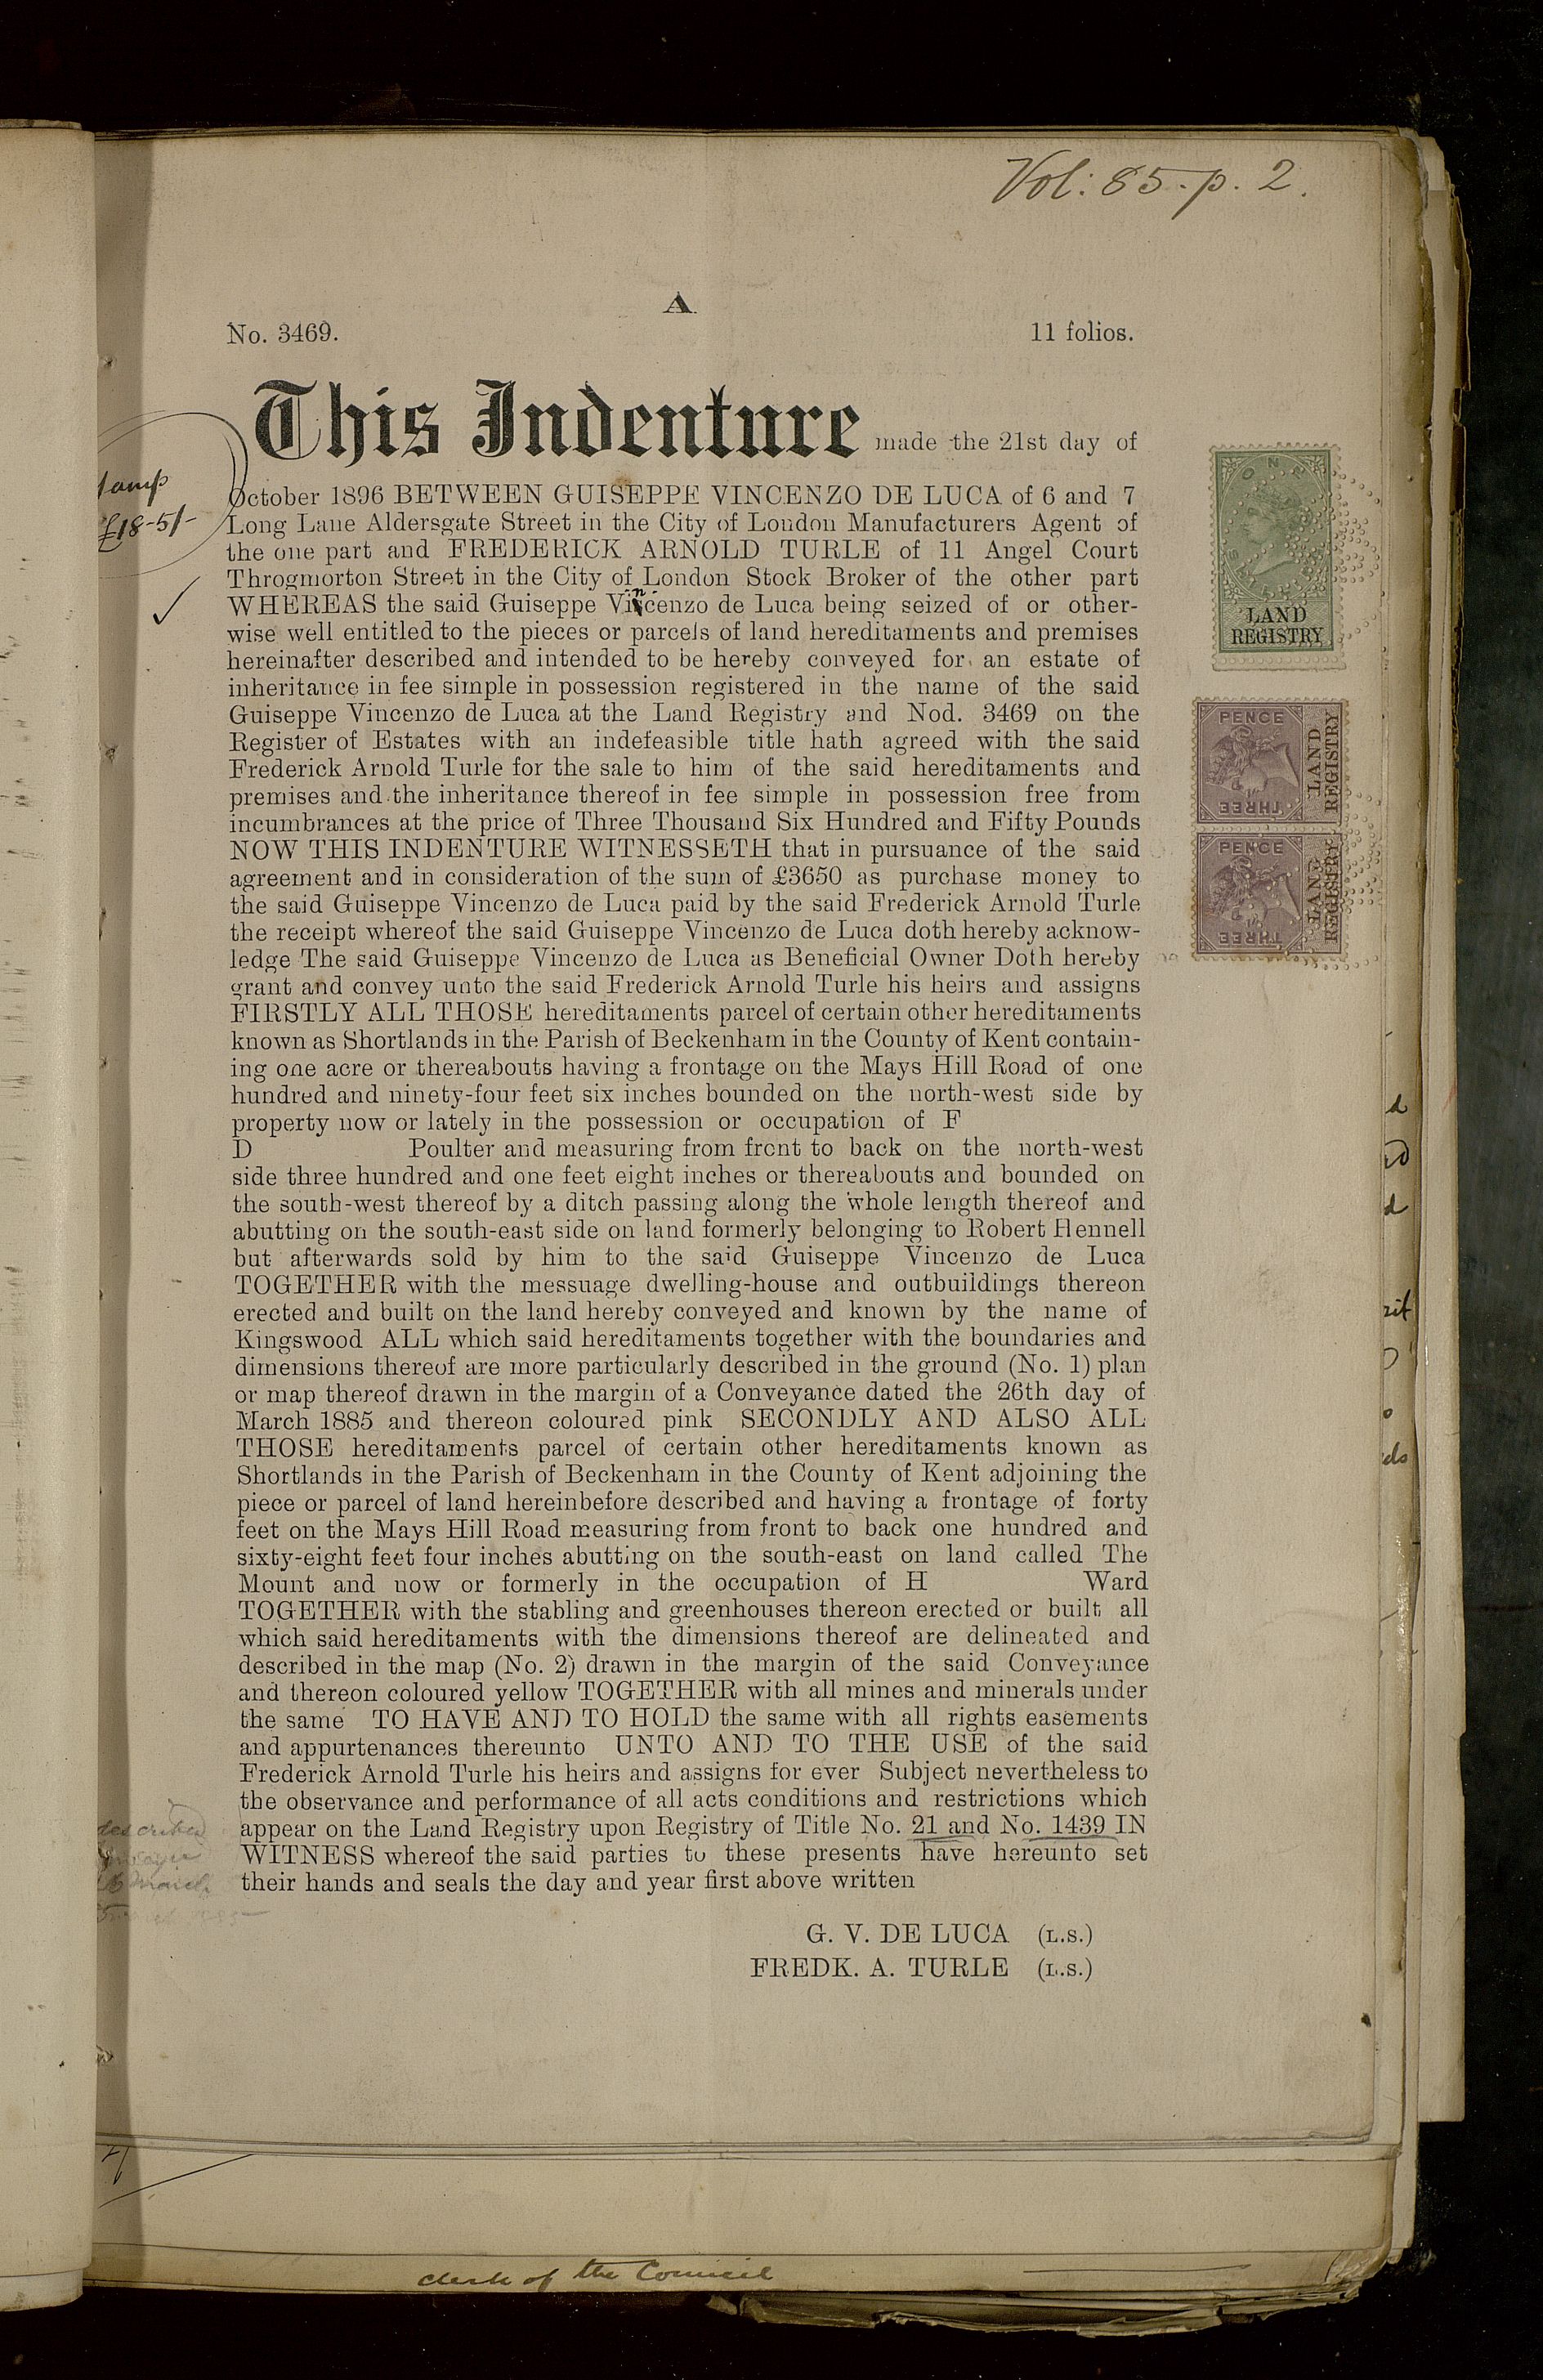 Vol: 85. p. 2.
A
No. 3469. 11 folios.
This Indenture made the 21st day of
October 1896 BETWEEN GUISEPPE VINCENZO DE LUCA of 6 and 7
Long Lane Aldersgate Street in the City of London Manufacturers Agent of
the one part and FREDERICK ARNOLD TURLE of 11 Angel Court
Throgmorton Street in the City of London Stock Broker of the other part
WHEREAS the said Guiseppe Vincenzo de Luca being seized of or other-
wise well entitled to the pieces or parcels of land hereditaments and premises
hereinafter described and intended to be hereby conveyed for an estate of
inheritance in fee simple in possession registered in the name of the said
Guiseppe Vincenzo de Luca at the Land Registry and Nod. 3469 on the
Register of Estates with an indefeasible title hath agreed with the said
Frederick Arnold Turle for the sale to him of the said hereditaments and
premises and the inheritance thereof in fee simple in possession free from
incumbrances at the price of Three Thousand Six Hundred and Fifty Pounds
NOW THIS INDENTURE WITNESSETH that in pursuance of the said
agreement and in consideration of the sum of £3650 as purchase money to
the said Guiseppe Vincenzo de Luca paid by the said Frederick Arnold Turle
the receipt whereof the said Guiseppe Vincenzo de Luca doth hereby acknow-
ledge The said Guiseppe Vincenzo de Luca as Beneficial Owner Doth hereby
grant and convey unto the said Frederick Arnold Turle his heirs and assigns
FIRSTLY ALL THOSE hereditaments parcel of certain other hereditaments
known as Shortlands in the Parish of Beckenham in the County of Kent contain-
ing one acre or thereabouts having a frontage on the Mays Hill Road of one
hundred and ninety-four feet six inches bounded on the north-west side by
property now or lately in the possession or occupation of F
D Poulter and measuring from front to back on the north-west
side three hundred and one feet eight inches or thereabouts and bounded on
the south-west thereof by a ditch passing along the whole length thereof and
abutting on the south-east side on land formerly belonging to Robert Hennell
but afterwards sold by him to the said Guiseppe Vincenzo de Luca
TOGETHER with the messuage dwelling-house and outbuildings thereon
erected and built on the land hereby conveyed and known by the name of
Kingswood ALL which said hereditaments together with the boundaries and
dimensions thereof are more particularly described in the ground (No. 1) plan
or map thereof drawn in the margin of a Conveyance dated the 26th day of
March 1885 and thereon coloured pink SECONDLY AND ALSO ALL
THOSE hereditaments parcel of certain other hereditaments known as
Shortlands in the Parish of Beckenham in the County of Kent adjoining the
piece or parcel of land hereinbefore described and having a frontage of forty
feet on the Mays Hill Road measuring from front to back one hundred and
sixty-eight feet four inches abutting on the south-east on land called The
Mount and now or formerly in the occupation of H Ward
TOGETHER with the stabling and greenhouses thereon erected or built all
which said hereditaments with the dimensions thereof are delineated and
described in the map (No. 2) drawn in the margin of the said Conveyance
and thereon coloured yellow TOGETHER with all mines and minerals under
the same TO HAVE AND TO HOLD the same with all rights easements
and appurtenances thereunto UNTO AND TO THE USE of the said
Frederick Arnold Turle his heirs and assigns for ever Subject nevertheless to
the observance and performance of all acts conditions and restrictions which
appear on the Land Registry upon Registry of Title No. 21 and No. 1439 IN
WITNESS whereof the said parties to these presents have hereunto set
their hands and seals the day and year first above written
G. V. DE LUCA (L.S.)
FREDK. A. TURLE (L.S.)
£18-5/-
LAND
REGISTRY
THREE PENCE
LAND REGISTRY
THREE PENCE
LAND REGISTRY
clerk of the Council